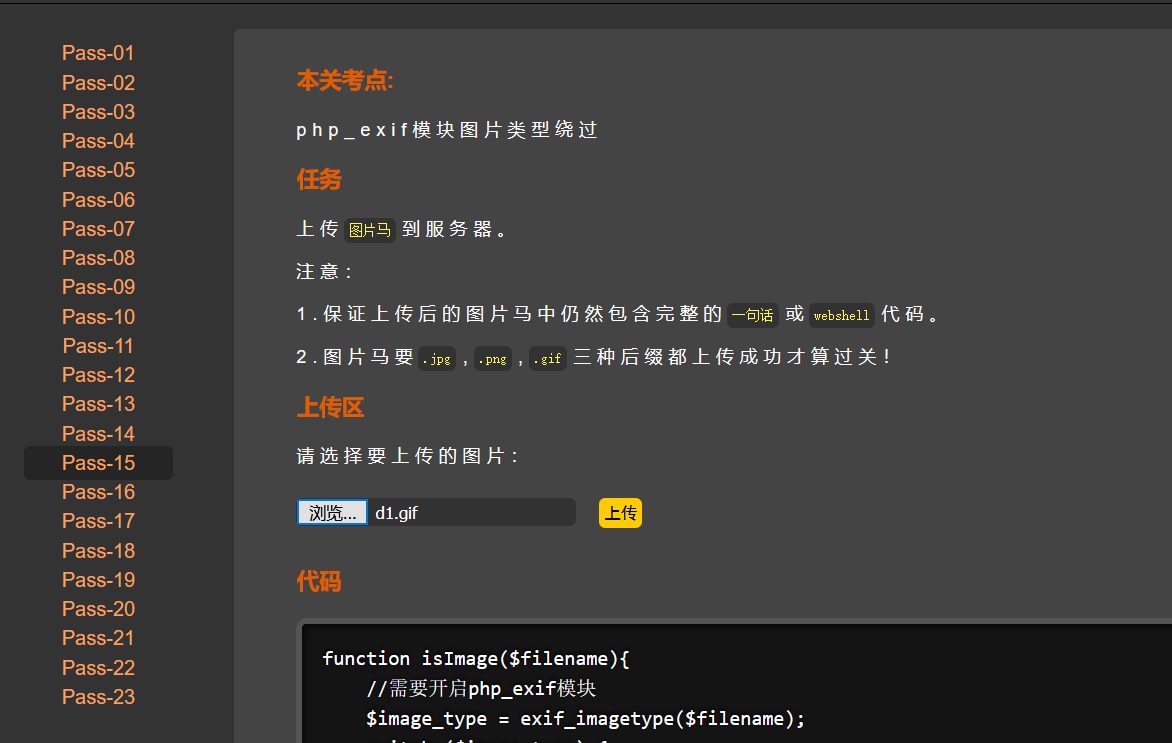 Pass-01
Pass-02
Pass-03
Pass-04
Pass-05
Pass-06
Pass-07
Pass-08
Pass-09
Pass-10
Pass-11
Pass-12
Pass-13
Pass-14
Pass-15
Pass-16
Pass-17
Pass-18
Pass-19
Pass-20
Pass-21
Pass-22
Pass-23
本关考点:
php_exif模块图片类型绕过
任务
上传 图片马 到服务器。
注意：
1.保证上传后的图片马中仍然包含完整的 一句话 或 webshell 代码。
2.图片马要 .jpg , .png , .gif 三种后缀都上传成功才算过关！
上传区
请选择要上传的图片：
浏览... d1.gif 上传
代码
function isImage($filename){
//需要开启php_exif模块
$image_type = exif_imagetype($filename);